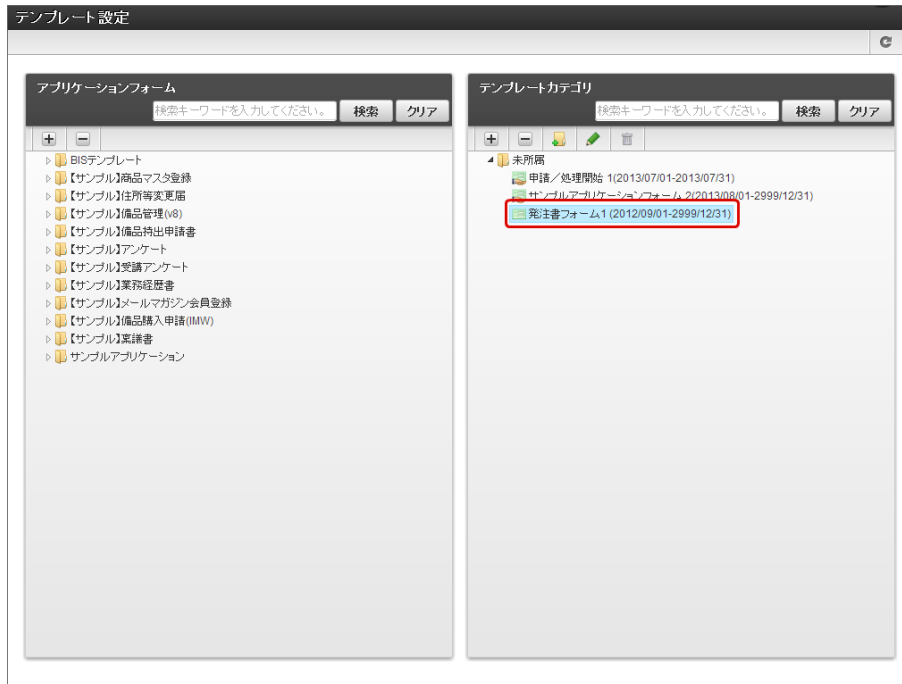 テンプレート設定
アプリケーションフォーム
検索キーワードを入力してください。 検索 クリア
BISテンプレート
【サンプル】商品マスタ登録
【サンプル】住所等変更届
【サンプル】備品管理(v8)
【サンプル】備品持出申請書
【サンプル】アンケート
【サンプル】受講アンケート
【サンプル】業務経歴書
【サンプル】メールマガジン会員登録
【サンプル】備品購入申請(IMW)
【サンプル】稟議書
サンプルアプリケーション
テンプレートカテゴリ
検索キーワードを入力してください。 検索 クリア
未所属
申請／処理開始 1(2013/07/01-2013/07/31)
サンプルアプリケーションフォーム 2(2013/08/01-2999/12/31)
発注書フォーム1 (2012/09/01-2999/12/31)